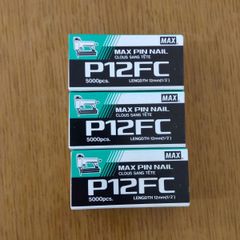 MAX
MAX PIN NAIL
CLOUS SANS TÊTE
P12FC
5000pcs. LENGTH 12mm(1/2")
MAX
MAX PIN NAIL
CLOUS SANS TÊTE
P12FC
5000pcs. LENGTH 12mm(1/2")
MAX
MAX PIN NAIL
CLOUS SANS TÊTE
P12FC
5000pcs. LENGTH 12mm(1/2")